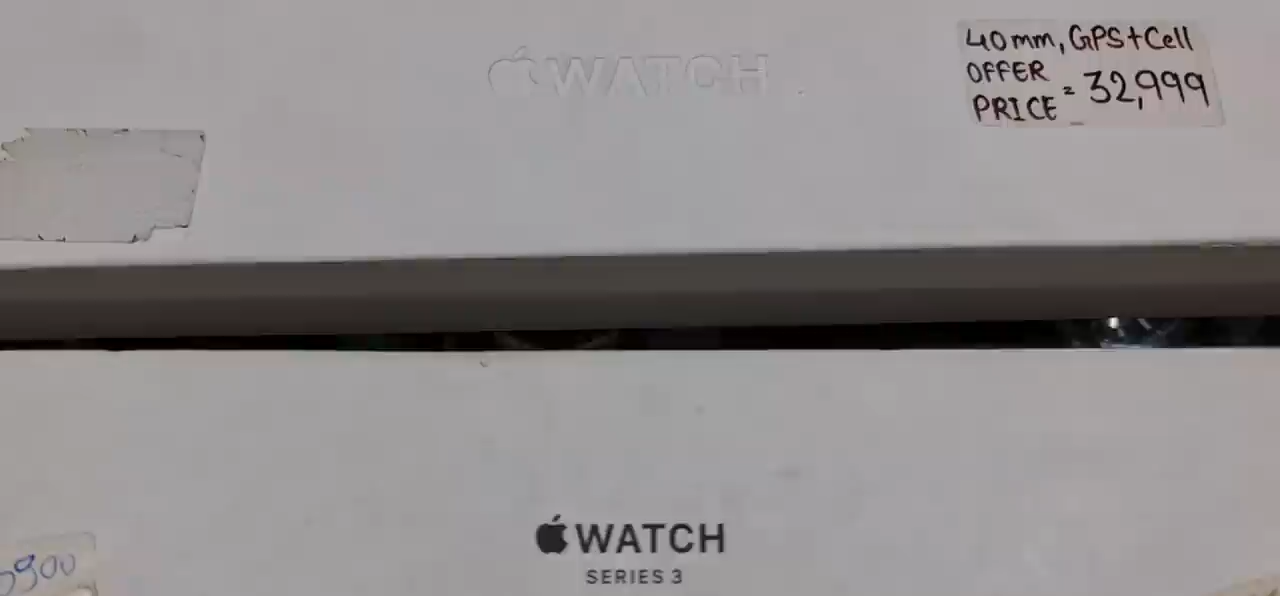 WATCH
40mm, GPS+Cell
OFFER
PRICE = 32,999
WATCH
SERIES 3